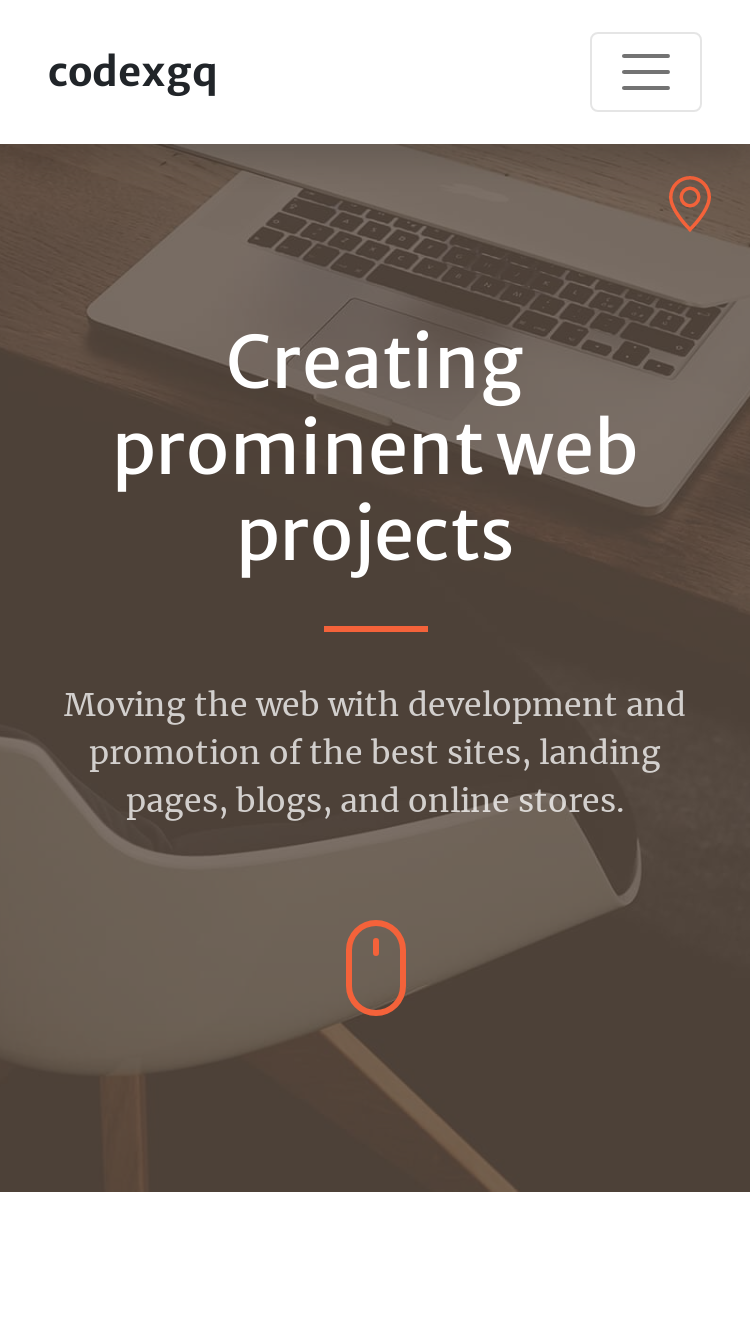 codexgq
Creating
prominent web
projects
Moving the web with development and
promotion of the best sites, landing
pages, blogs, and online stores.